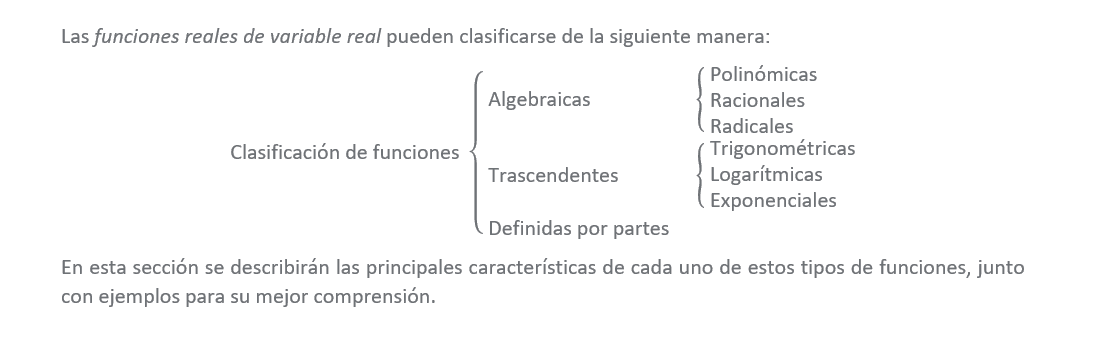 Las funciones reales de variable real pueden clasificarse de la siguiente manera:
Polinómicas
Algebraicas
Racionales
Radicales
Clasificación de funciones
Trigonométricas
Trascendentes
Logarítmicas
Exponenciales
Definidas por partes
En esta sección se describirán las principales características de cada uno de estos tipos de funciones, junto
con ejemplos para su mejor comprensión.